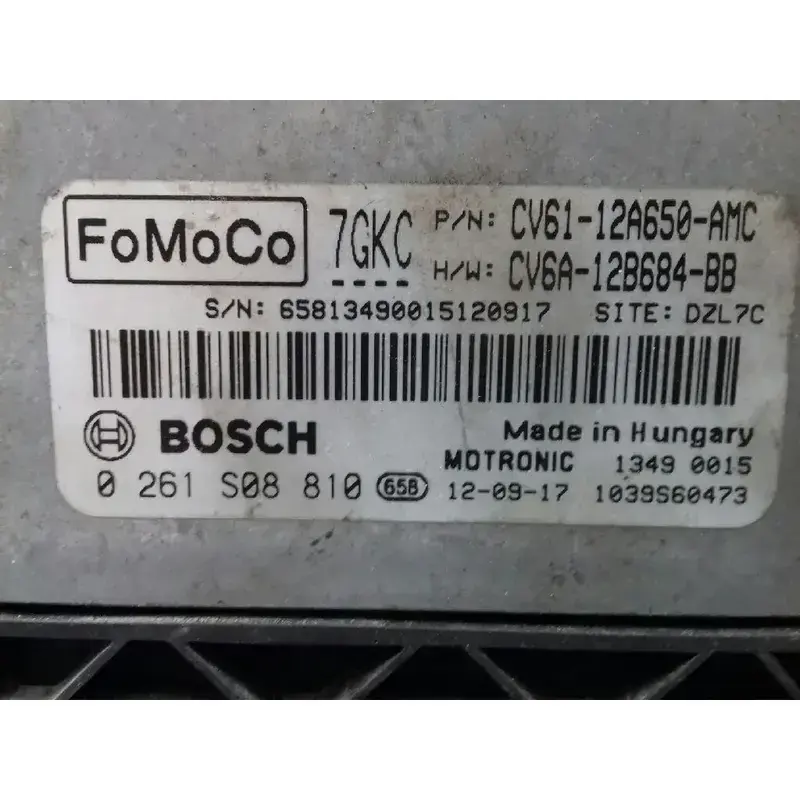 FoMoCo 7GKC P/N: CV61-12A650-AMC
H/W: CV6A-12B684-BB
S/N: 65813490015120917 SITE: DZL7C
BOSCH Made in Hungary
MOTRONIC 1349 0015
0 261 S08 810 658 12-09-17 1039S60473